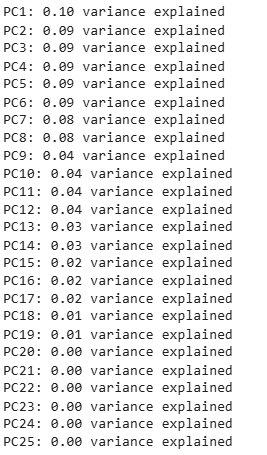 PC1: 0.10 variance explained
PC2: 0.09 variance explained
PC3: 0.09 variance explained
PC4: 0.09 variance explained
PC5: 0.09 variance explained
PC6: 0.09 variance explained
PC7: 0.08 variance explained
PC8: 0.08 variance explained
PC9: 0.04 variance explained
PC10: 0.04 variance explained
PC11: 0.04 variance explained
PC12: 0.04 variance explained
PC13: 0.03 variance explained
PC14: 0.03 variance explained
PC15: 0.02 variance explained
PC16: 0.02 variance explained
PC17: 0.02 variance explained
PC18: 0.01 variance explained
PC19: 0.01 variance explained
PC20: 0.00 variance explained
PC21: 0.00 variance explained
PC22: 0.00 variance explained
PC23: 0.00 variance explained
PC24: 0.00 variance explained
PC25: 0.00 variance explained